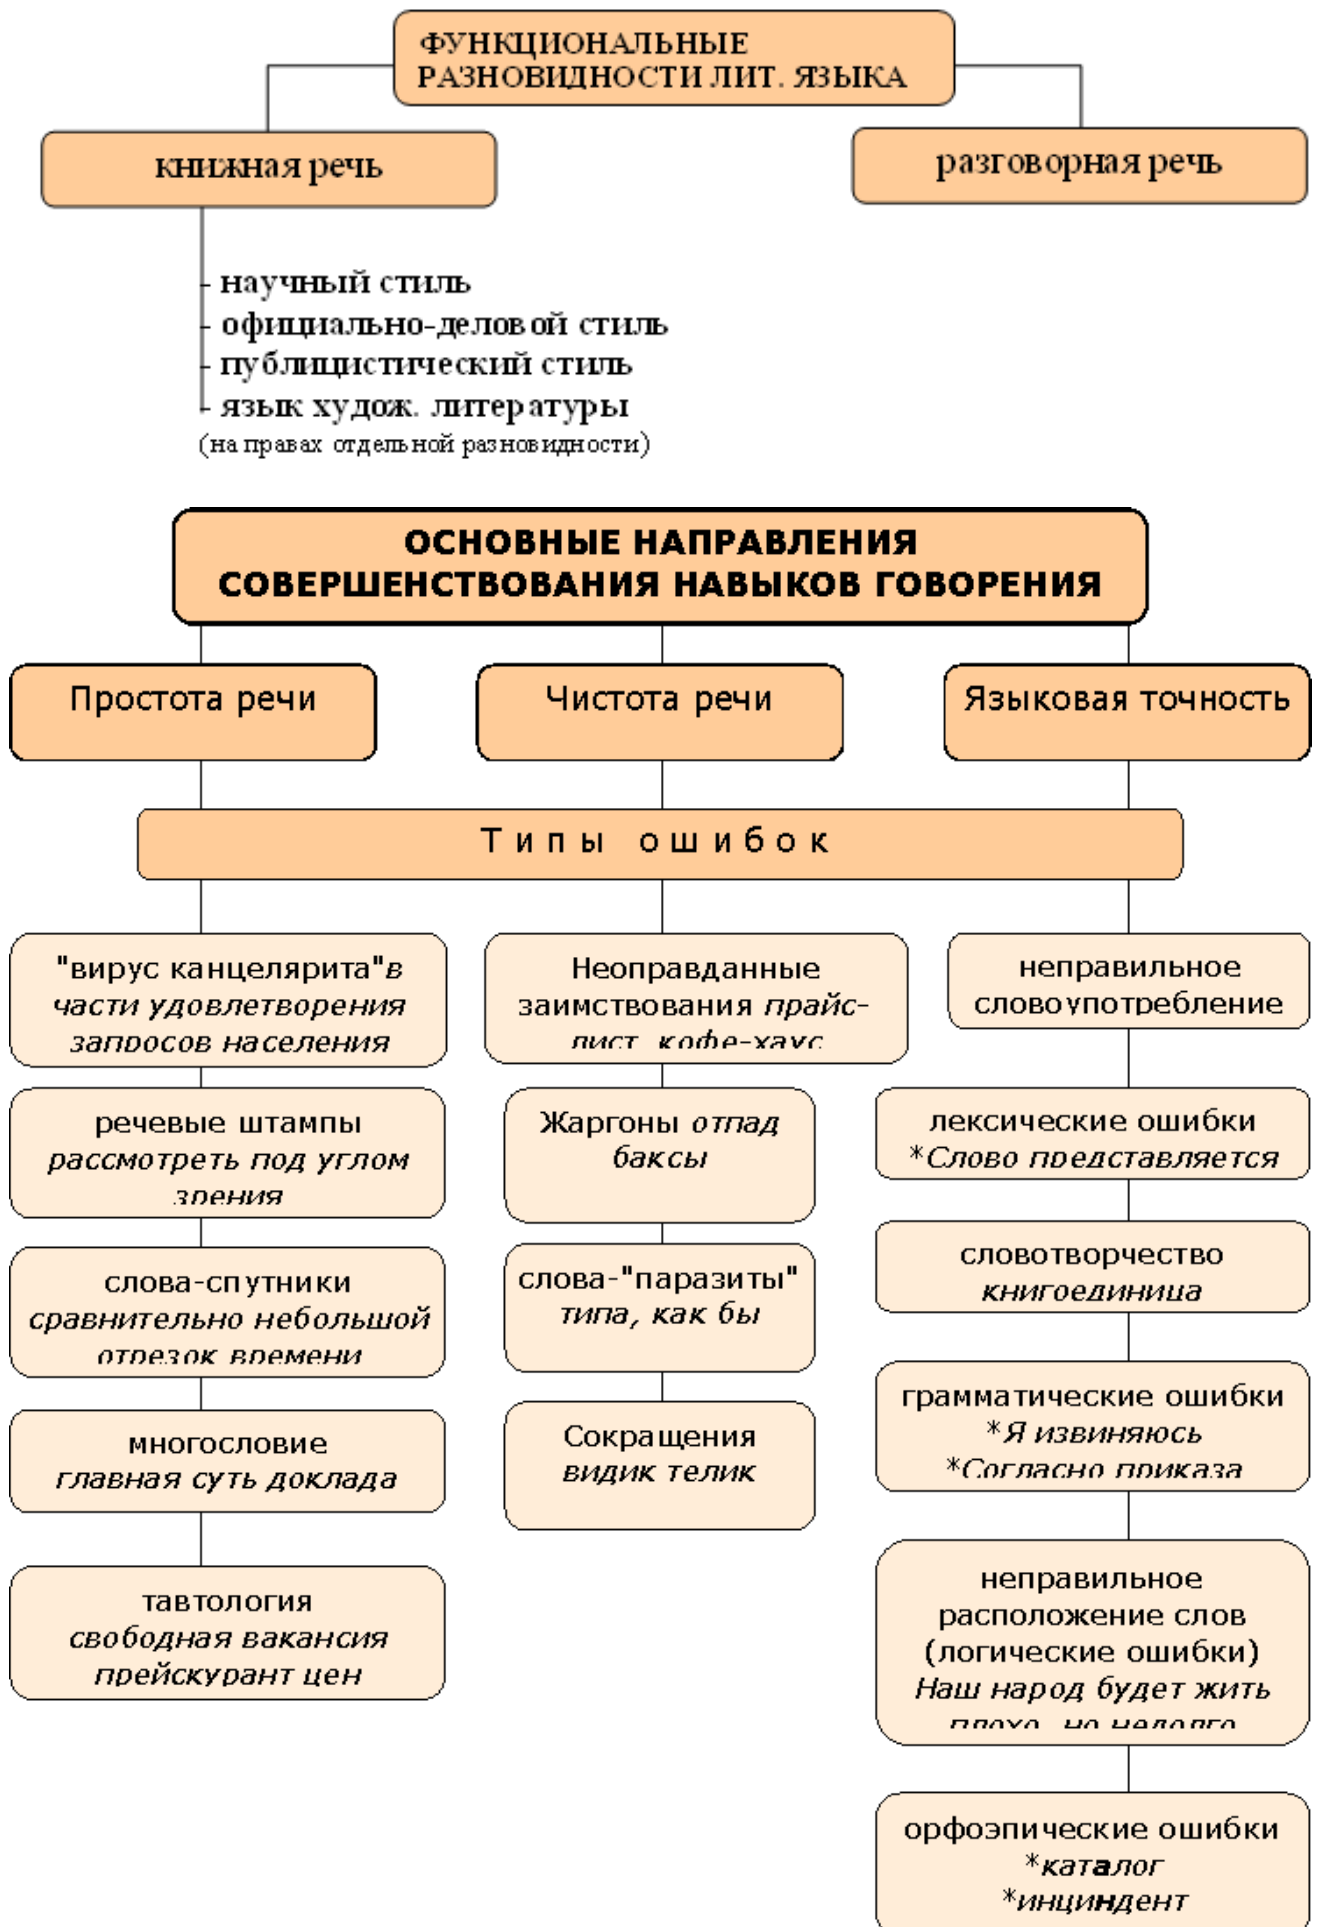 ФУНКЦИОНАЛЬНЫЕ
РАЗНОВИДНОСТИ ЛИТ. ЯЗЫКА
книжная речь
разговорная речь
- научный стиль
- официально-деловой стиль
- публицистический стиль
- язык худож. литературы
(на правах отдельной разновидности)
ОСНОВНЫЕ НАПРАВЛЕНИЯ
СОВЕРШЕНСТВОВАНИЯ НАВЫКОВ ГОВОРЕНИЯ
Простота речи
Чистота речи
Языковая точность
Типы ошибок
"вирус канцелярита"в
части удовлетворения
запросов населения
речевые штампы
рассмотреть под углом
зрения
слова-спутники
сравнительно небольшой
отрезок времени
многословие
главная суть доклада
тавтология
свободная вакансия
прейскурант цен
Неоправданные
заимствования прайс-
лист, кофе-хаус
Жаргоны отпад
баксы
слова-"паразиты"
типа, как бы
Сокращения
видик телик
неправильное
словоупотребление
лексические ошибки
*Слово представляется
словотворчество
книгоединица
грамматические ошибки
*Я извиняюсь
*Согласно приказа
неправильное
расположение слов
(логические ошибки)
Наш народ будет жить
плохо, но недолго
орфоэпические ошибки
*каталог
*инциндент